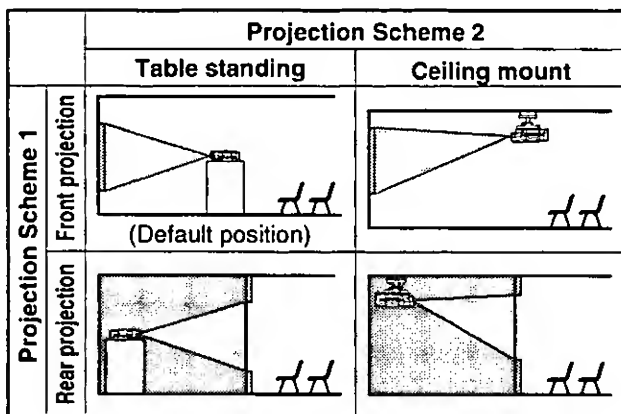 Projection Scheme 2
Table standing
Ceiling mount
Projection Scheme 1
Front projection
(Default position)
Rear projection